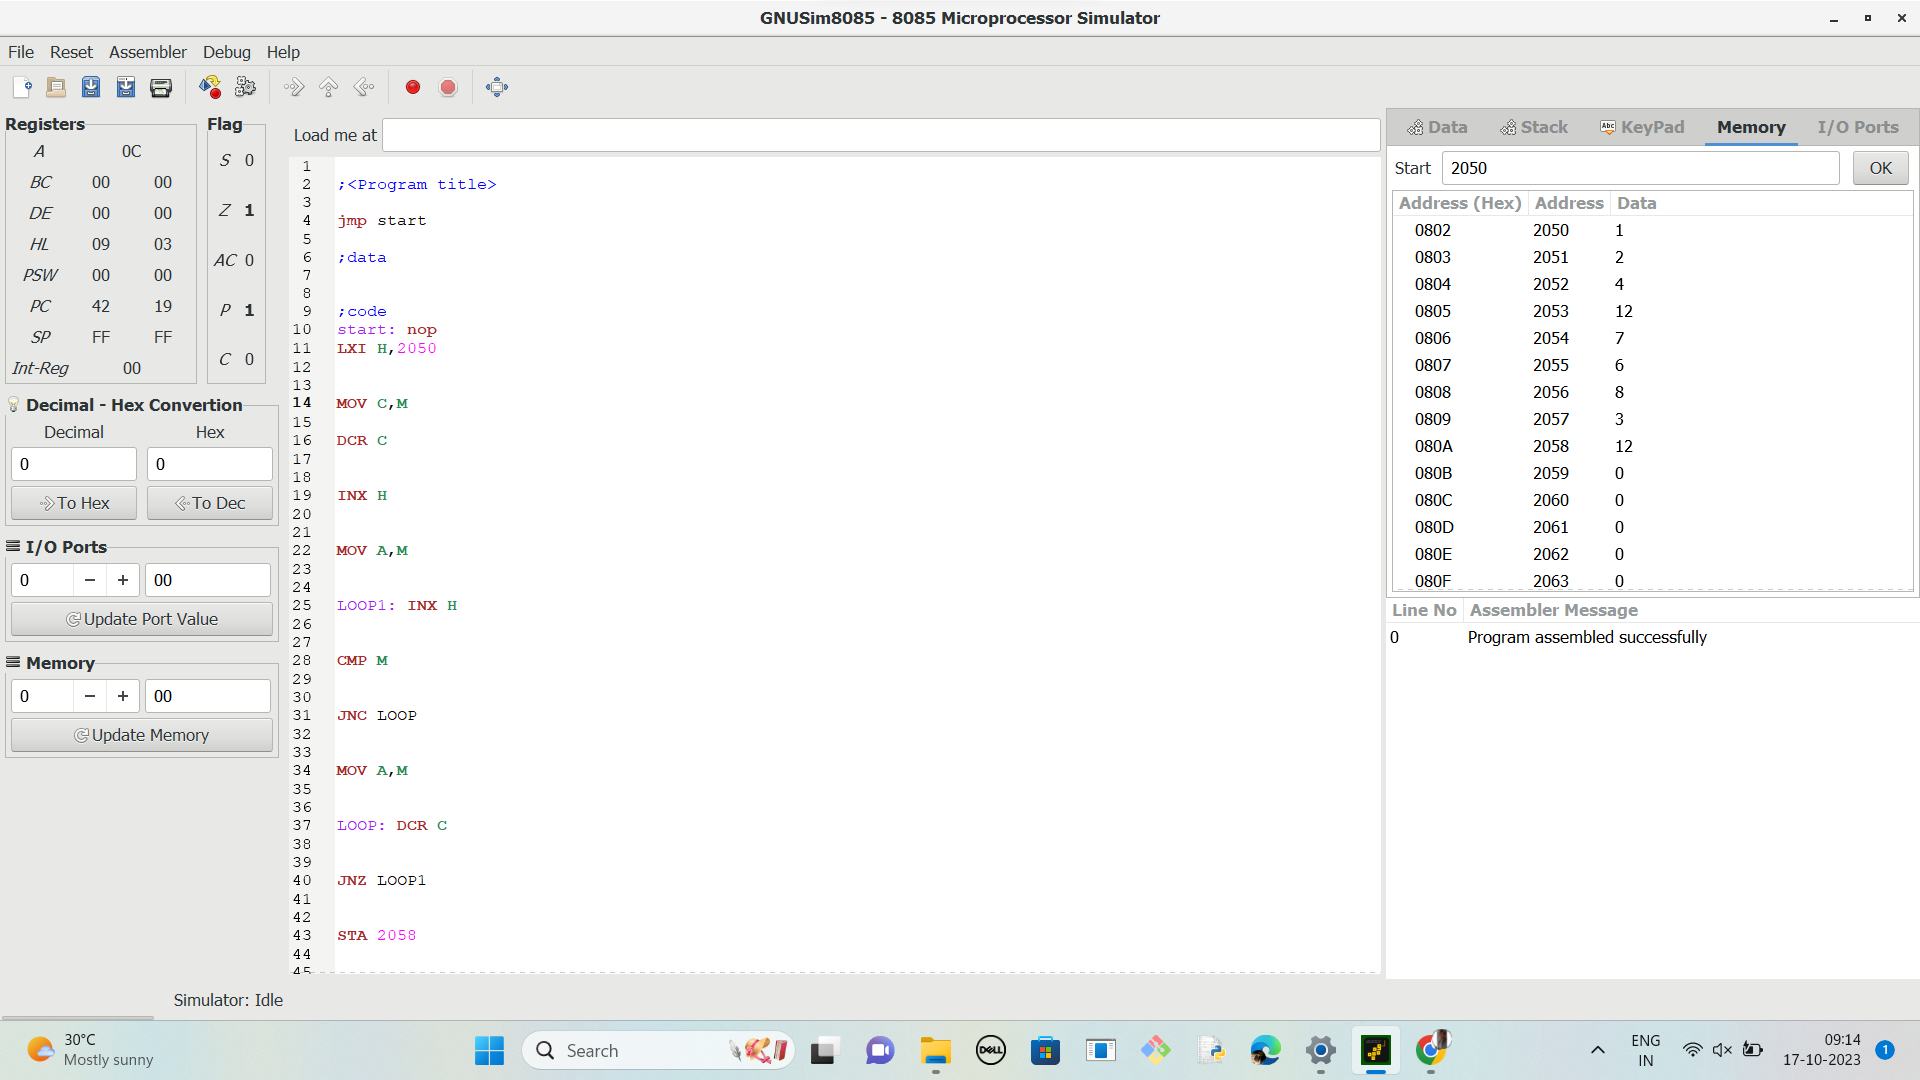 GNUSim8085 - 8085 Microprocessor Simulator
File Reset Assembler Debug Help
Registers
A 0C
BC 00 00
DE 00 00
HL 09 03
PSW 00 00
PC 42 19
SP FF FF
Int-Reg 00
Flag
S 0
Z 1
AC 0
P 1
C 0
Decimal - Hex Convertion
Decimal Hex
0 0
To Hex To Dec
I/O Ports
0 − + 00
Update Port Value
Memory
0 − + 00
Update Memory
Load me at
1
2 ;<Program title>
3
4 jmp start
5
6 ;data
7
8
9 ;code
10 start: nop
11 LXI H,2050
12
13
14 MOV C,M
15
16 DCR C
17
18
19 INX H
20
21
22 MOV A,M
23
24
25 LOOP1: INX H
26
27
28 CMP M
29
30
31 JNC LOOP
32
33
34 MOV A,M
35
36
37 LOOP: DCR C
38
39
40 JNZ LOOP1
41
42
43 STA 2058
44
45
Data Stack Abc KeyPad Memory I/O Ports
Start 2050 OK
Address (Hex) Address Data
0802 2050 1
0803 2051 2
0804 2052 4
0805 2053 12
0806 2054 7
0807 2055 6
0808 2056 8
0809 2057 3
080A 2058 12
080B 2059 0
080C 2060 0
080D 2061 0
080E 2062 0
080F 2063 0
Line No Assembler Message
0 Program assembled successfully
Simulator: Idle
30°C
Mostly sunny
Search
DELL
ENG
IN
09:14
17-10-2023
1